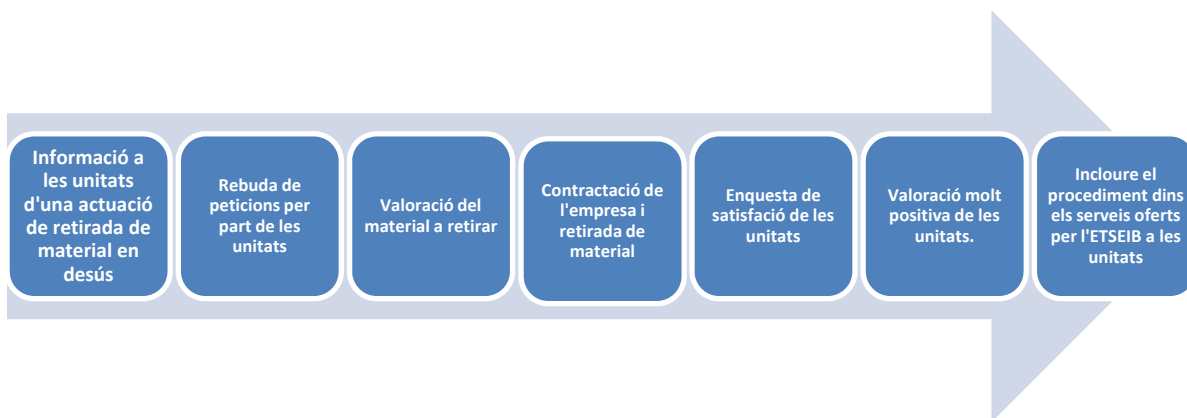 Informació a
les unitats
d'una actuació
de retirada de
material en
desús
Rebuda de
peticions per
part de les
unitats
Valoració del
material a retirar
Contractació de
l'empresa i
retirada de
material
Enquesta de
satisfacció de les
unitats
Valoració molt
positiva de les
unitats.
Incloure el
procediment dins
els serveis oferts
per l'ETSEIB a les
unitats